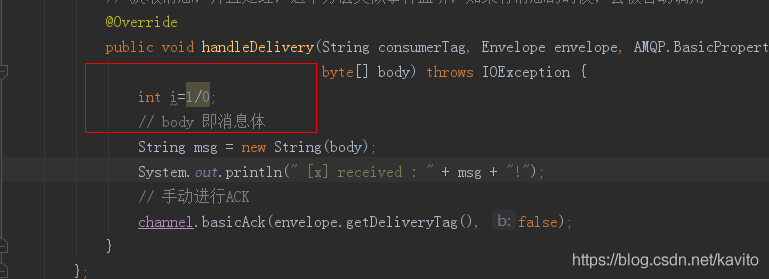 @Override
public void handleDelivery(String consumerTag, Envelope envelope, AMQP.BasicPropert
byte[] body) throws IOException {
int i=1/0;
// body 即消息体
String msg = new String(body);
System.out.println(" [x] received : " + msg + "!");
// 手动进行ACK
channel.basicAck(envelope.getDeliveryTag(), b: false);
}
};
https://blog.csdn.net/kavito